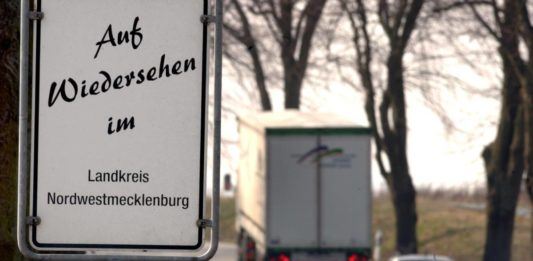 Auf
Wiedersehen
im
Landkreis
Nordwestmecklenburg